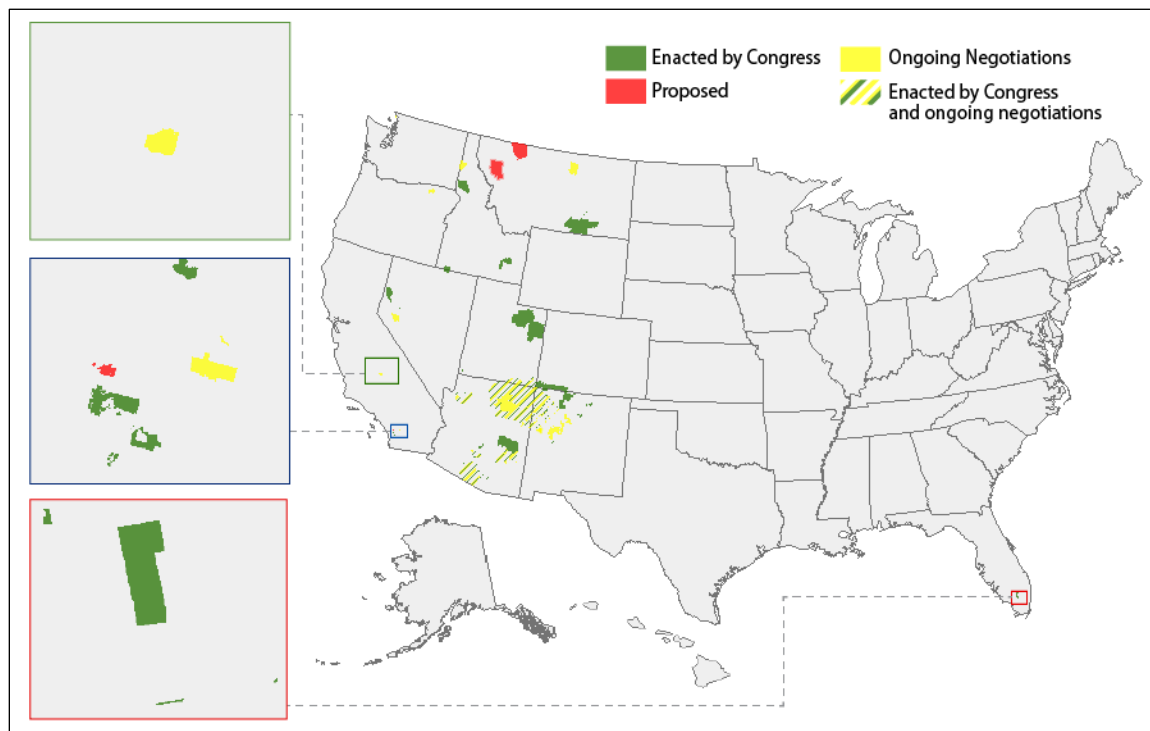 Enacted by Congress
Ongoing Negotiations
Proposed
Enacted by Congress
and ongoing negotiations